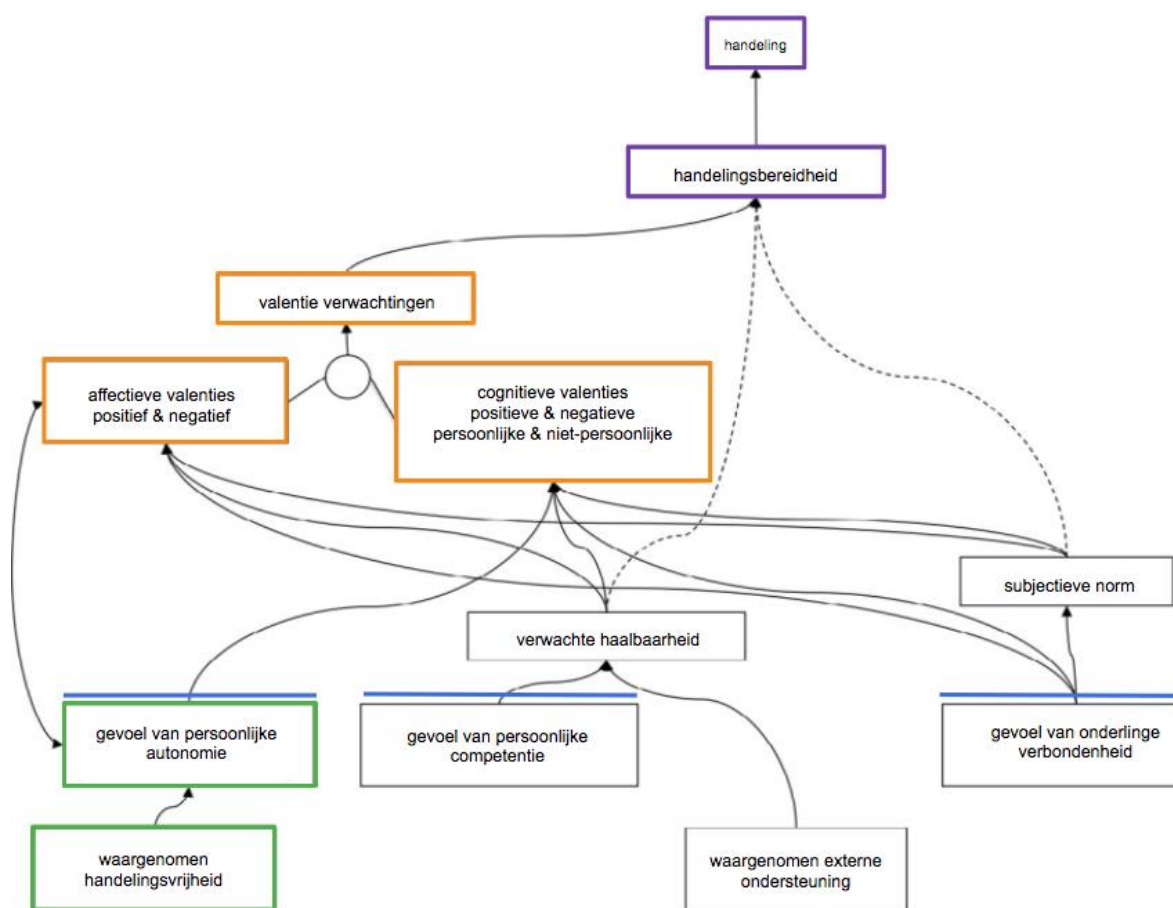 handeling
handelingsbereidheid
valentie verwachtingen
affectieve valenties
positief & negatief
cognitieve valenties
positieve & negatieve
persoonlijke & niet-persoonlijke
subjectieve norm
verwachte haalbaarheid
gevoel van persoonlijke
autonomie
gevoel van persoonlijke
competentie
gevoel van onderlinge
verbondenheid
waargenomen
handelingsvrijheid
waargenomen externe
ondersteuning